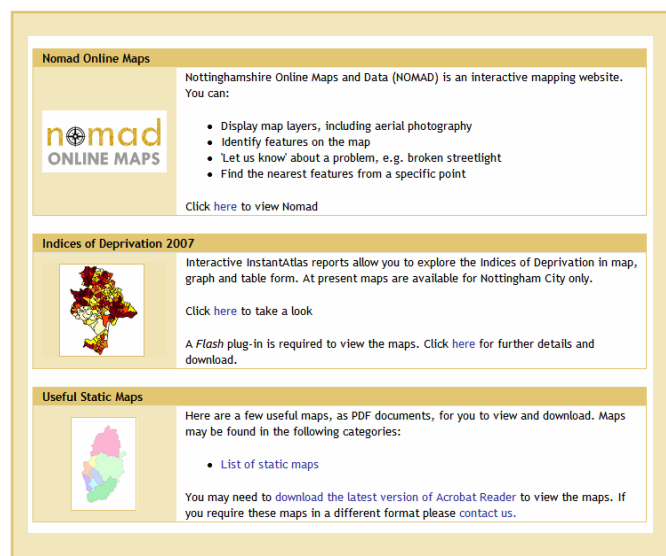 Nomad Online Maps
nomad
ONLINE MAPS
Nottinghamshire Online Maps and Data (NOMAD) is an interactive mapping website.
You can:
• Display map layers, including aerial photography
• Identify features on the map
• 'Let us know' about a problem, e.g. broken streetlight
• Find the nearest features from a specific point
Click here to view Nomad
Indices of Deprivation 2007
Interactive InstantAtlas reports allow you to explore the Indices of Deprivation in map,
graph and table form. At present maps are available for Nottingham City only.
Click here to take a look
A Flash plug-in is required to view the maps. Click here for further details and
download.
Useful Static Maps
Here are a few useful maps, as PDF documents, for you to view and download. Maps
may be found in the following categories:
• List of static maps
You may need to download the latest version of Acrobat Reader to view the maps. If
you require these maps in a different format please contact us.